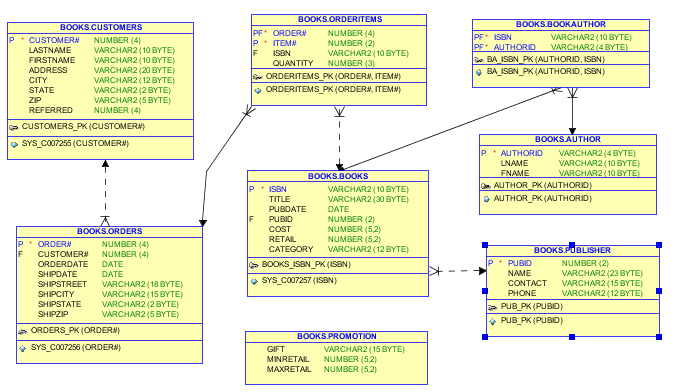 BOOKS.CUSTOMERS
P * CUSTOMER# NUMBER (4)
LASTNAME VARCHAR2 (10 BYTE)
FIRSTNAME VARCHAR2 (10 BYTE)
ADDRESS VARCHAR2 (20 BYTE)
CITY VARCHAR2 (12 BYTE)
STATE VARCHAR2 (2 BYTE)
ZIP VARCHAR2 (5 BYTE)
REFERRED NUMBER (4)
CUSTOMERS_PK (CUSTOMER#)
SYS_C007255 (CUSTOMER#)
BOOKS.ORDERITEMS
PF* ORDER# NUMBER (4)
P * ITEM# NUMBER (2)
F ISBN VARCHAR2 (10 BYTE)
QUANTITY NUMBER (3)
ORDERITEMS_PK (ORDER#, ITEM#)
ORDERITEMS_PK (ORDER#, ITEM#)
BOOKS.BOOKAUTHOR
PF* ISBN VARCHAR2 (10 BYTE)
PF* AUTHORID VARCHAR2 (4 BYTE)
BA_ISBN_PK (AUTHORID, ISBN)
BA_ISBN_PK (AUTHORID, ISBN)
BOOKS.AUTHOR
P * AUTHORID VARCHAR2 (4 BYTE)
LNAME VARCHAR2 (10 BYTE)
FNAME VARCHAR2 (10 BYTE)
AUTHOR_PK (AUTHORID)
AUTHOR_PK (AUTHORID)
BOOKS.BOOKS
P * ISBN VARCHAR2 (10 BYTE)
TITLE VARCHAR2 (30 BYTE)
PUBDATE DATE
F PUBID NUMBER (2)
COST NUMBER (5,2)
RETAIL NUMBER (5,2)
CATEGORY VARCHAR2 (12 BYTE)
BOOKS_ISBN_PK (ISBN)
SYS_C007257 (ISBN)
BOOKS.ORDERS
P * ORDER# NUMBER (4)
F CUSTOMER# NUMBER (4)
ORDERDATE DATE
SHIPDATE DATE
SHIPSTREET VARCHAR2 (18 BYTE)
SHIPCITY VARCHAR2 (15 BYTE)
SHIPSTATE VARCHAR2 (2 BYTE)
SHIPZIP VARCHAR2 (5 BYTE)
ORDERS_PK (ORDER#)
SYS_C007256 (ORDER#)
BOOKS.PUBLISHER
P * PUBID NUMBER (2)
NAME VARCHAR2 (23 BYTE)
CONTACT VARCHAR2 (15 BYTE)
PHONE VARCHAR2 (12 BYTE)
PUB_PK (PUBID)
PUB_PK (PUBID)
BOOKS.PROMOTION
GIFT VARCHAR2 (15 BYTE)
MINRETAIL NUMBER (5,2)
MAXRETAIL NUMBER (5,2)